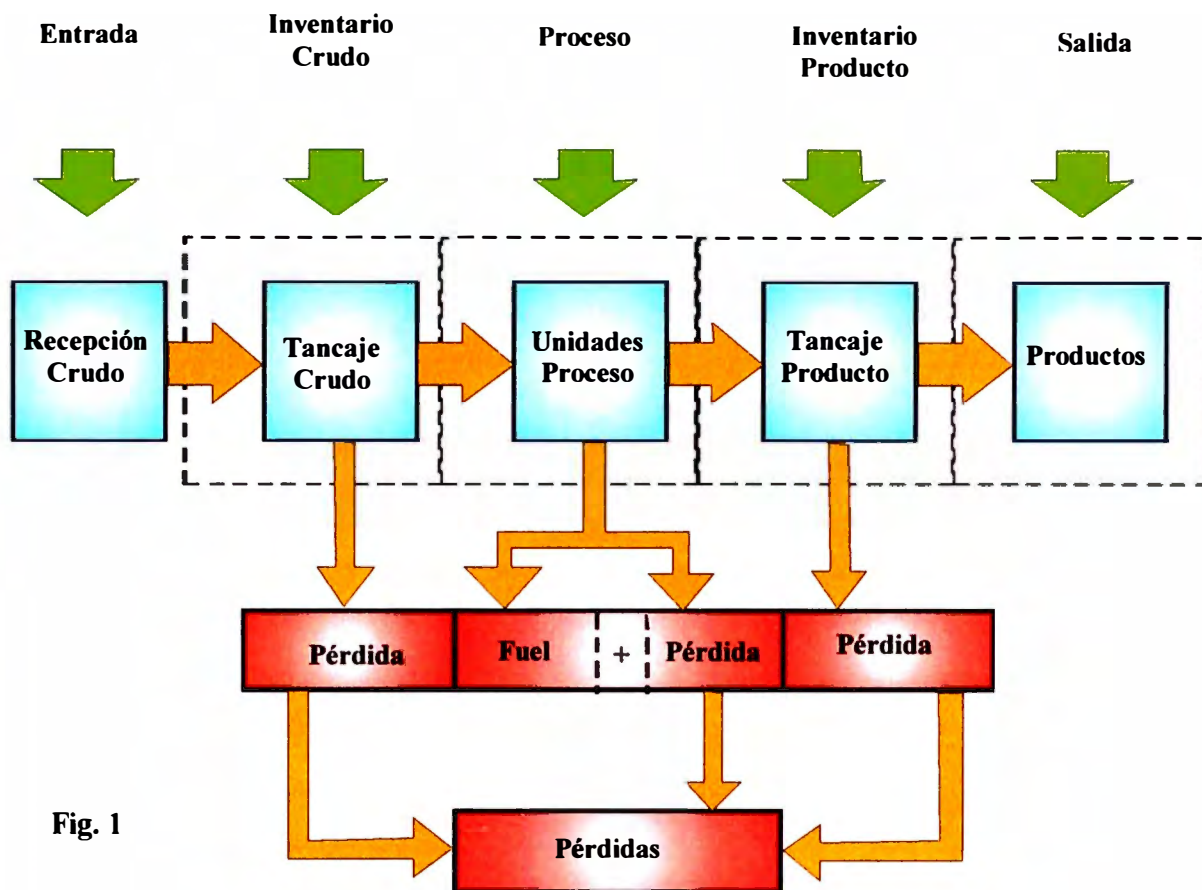 Entrada
Inventario
Crudo
Proceso
Inventario
Producto
Salida
Recepción
Crudo
Tancaje
Crudo
Unidades
Proceso
Tancaje
Producto
Productos
Pérdida
Fuel
+
Pérdida
Pérdida
Fig. 1
Pérdidas